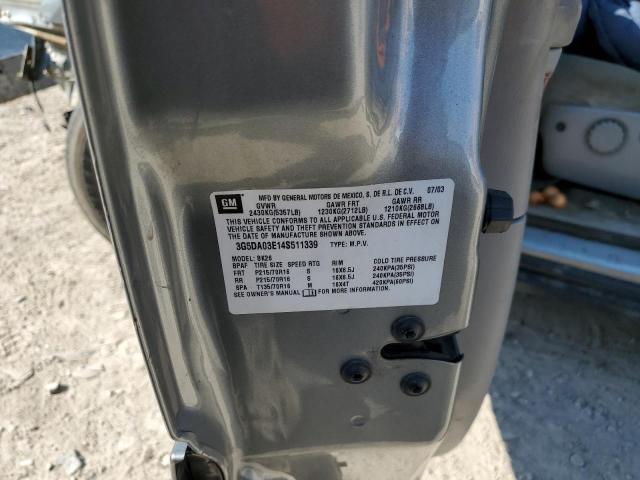 GM
MFD BY GENERAL MOTORS DE MEXICO, S. DE R.L. DE C.V. 07/03
GVWR GAWR FRT GAWR RR
2430KG(5357LB) 1230KG(2712LB) 1210KG(2668LB)
THIS VEHICLE CONFORMS TO ALL APPLICABLE U.S. FEDERAL MOTOR
VEHICLE SAFETY AND THEFT PREVENTION STANDARDS IN EFFECT ON
THE DATE OF MANUFACTURE SHOWN ABOVE.
3G5DA03E14S511339 TYPE: M.P.V.
MODEL: BK26
BPAF TIRE SIZE SPEED RTG RIM COLD TIRE PRESSURE
FRT P215/70R16 S 16X6.5J 240KPA(35PSI)
RR P215/70R16 S 16X6.5J 240KPA(35PSI)
SPA T135/70R16 M 16X4T 420KPA(60PSI)
SEE OWNER'S MANUAL FOR MORE INFORMATION.